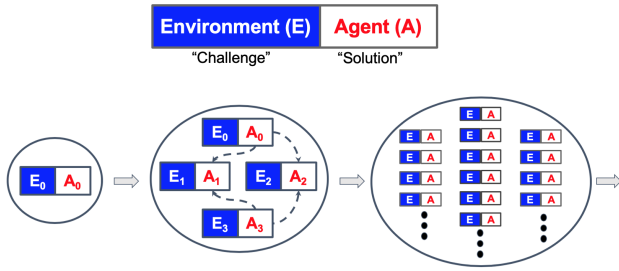 Environment (E) Agent (A)
“Challenge” “Solution”
E0 A0
E0 A0
E1 A1 E2 A2
E3 A3
E A
E A E A
E A
E A E A
E A
E A E A
E A
E A E A
E A